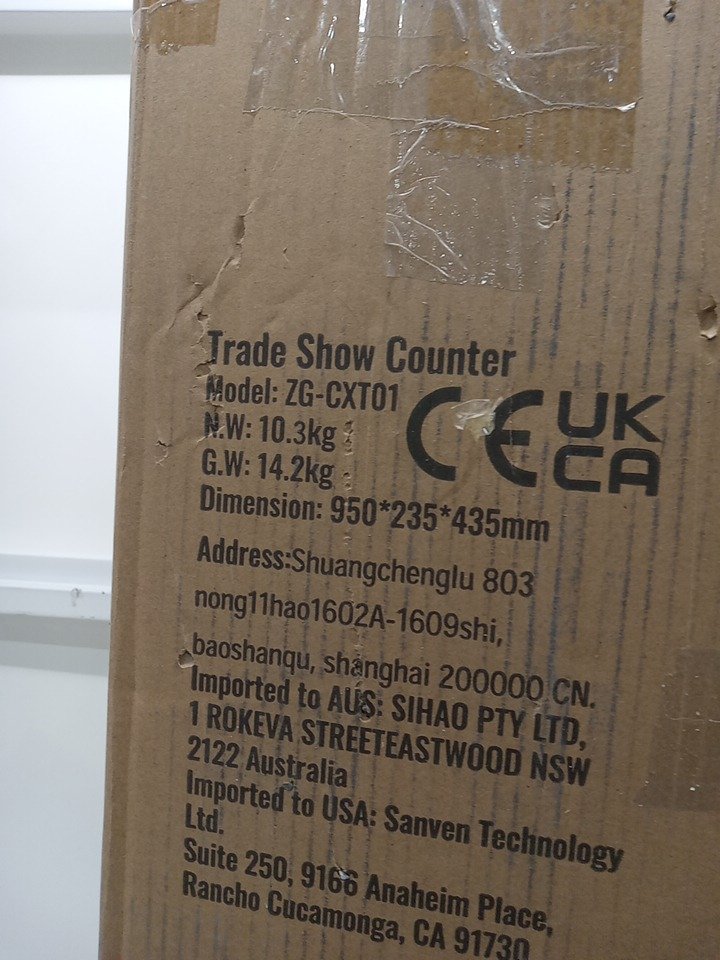 Trade Show Counter
Model: ZG-CXT01
CE UK
CA
N.W: 10.3kg
G.W: 14.2kg
Dimension: 950*235*435mm
Address:Shuangchenglu 803
nong11hao1602A-1609shi,
baoshanqu, shanghai 200000 CN.
Imported to AUS: SIHAO PTY LTD,
1 ROKEVA STREETEASTWOOD NSW
2122 Australia
Imported to USA: Sanven Technology
Ltd.
Suite 250, 9166 Anaheim Place,
Rancho Cucamonga, CA 91730